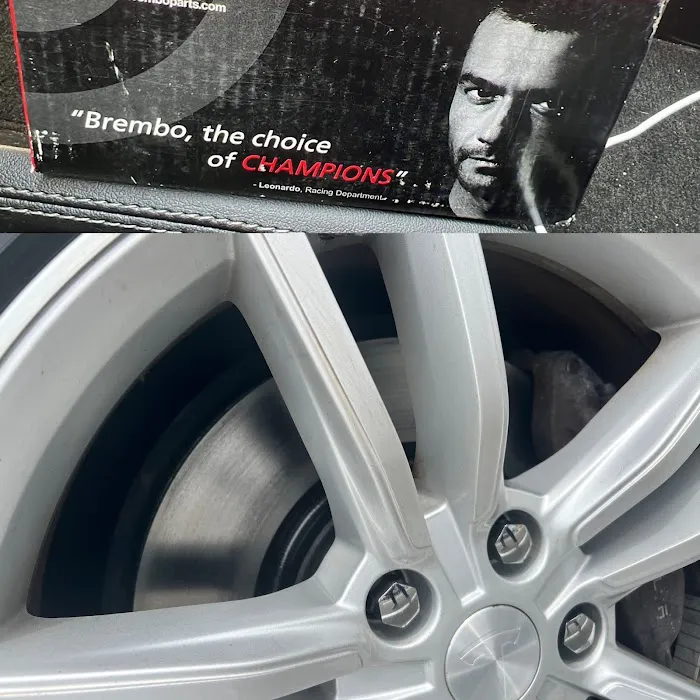 “Brembo, the choice
of CHAMPIONS”
- Leonardo, Racing Department